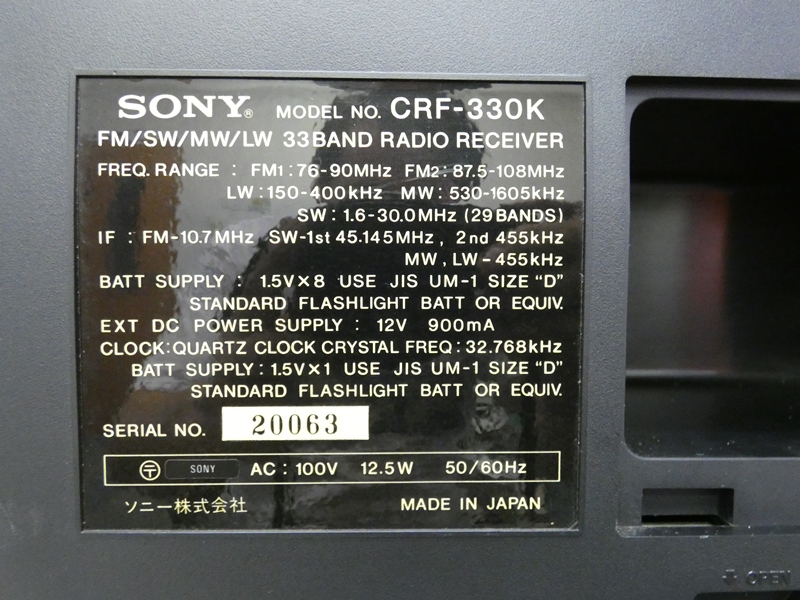 SONY® MODEL NO. CRF-330K
FM/SW/MW/LW 33BAND RADIO RECEIVER
FREQ. RANGE : FM1:76-90MHz FM2:87.5-108MHz
LW:150-400kHz MW:530-1605kHz
SW:1.6-30.0MHz (29BANDS)
IF : FM-10.7MHz SW-1st 45.145MHz, 2nd 455kHz
MW, LW-455kHz
BATT SUPPLY : 1.5V×8 USE JIS UM-1 SIZE "D"
STANDARD FLASHLIGHT BATT OR EQUIV.
EXT DC POWER SUPPLY : 12V 900mA
CLOCK:QUARTZ CLOCK CRYSTAL FREQ:32.768kHz
BATT SUPPLY:1.5V×1 USE JIS UM-1 SIZE "D"
STANDARD FLASHLIGHT BATT OR EQUIV.
SERIAL NO. 20063
〒 SONY AC: 100V 12.5W 50/60Hz
ソニー株式会社 MADE IN JAPAN
OPEN